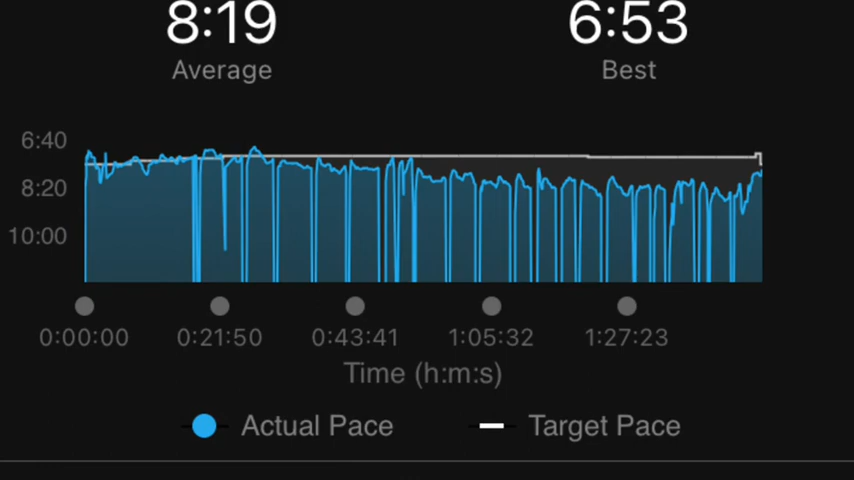 8:19 6:53
Average Best
6:40
8:20
10:00
0:00:00 0:21:50 0:43:41 1:05:32 1:27:23
Time (h:m:s)
Actual Pace Target Pace